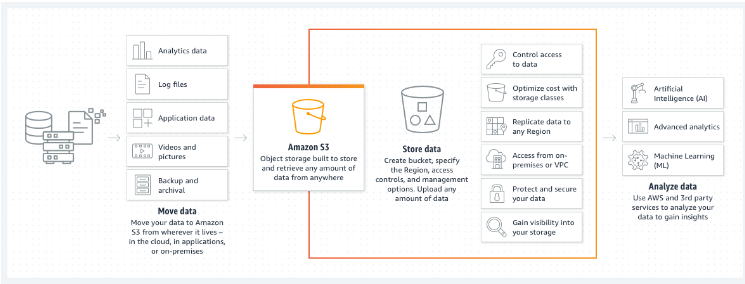 Analytics data
Log files
Application data
Videos and
pictures
Backup and
archival
Move data
Move your data to Amazon
S3 from wherever it lives –
in the cloud, in applications,
or on-premises
Amazon S3
Object storage built to store
and retrieve any amount of
data from anywhere
Store data
Create bucket, specify
the Region, access
controls, and management
options. Upload any
amount of data
Control access
to data
Optimize cost with
storage classes
Replicate data to
any Region
Access from on-
premises or VPC
Protect and secure
your data
Gain visibility into
your storage
Artificial
Intelligence (AI)
Advanced analytics
Machine Learning
(ML)
Analyze data
Use AWS and 3rd party
services to analyze your
data to gain insights